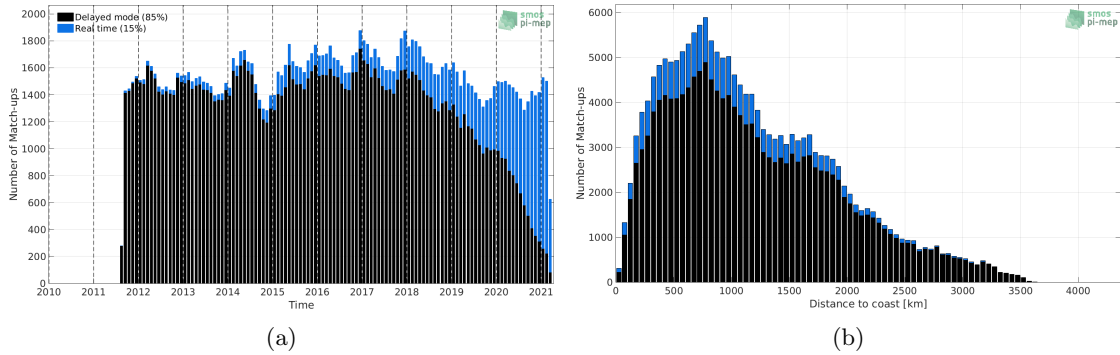 Delayed mode (85%)
Real time (15%)
smos
pi-mep
2000
1800
1600
1400
1200
1000
800
600
400
200
0
Number of Match-ups
2010 2011 2012 2013 2014 2015 2016 2017 2018 2019 2020 2021
Time
(a)
smos
pi-mep
6000
5000
4000
3000
2000
1000
0
Number of Match-ups
0 500 1000 1500 2000 2500 3000 3500 4000
Distance to coast [km]
(b)